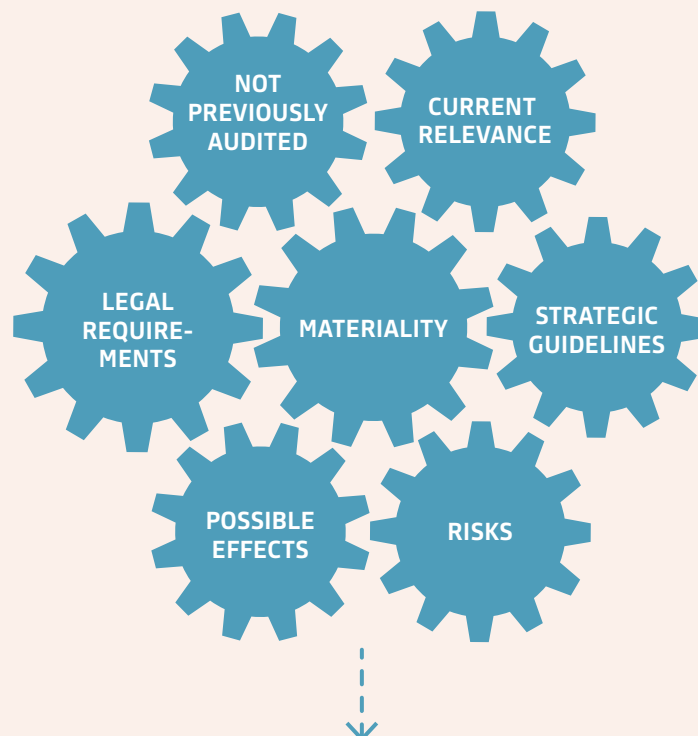 NOT
PREVIOUSLY
AUDITED
CURRENT
RELEVANCE
LEGAL
REQUIRE-
MENTS
MATERIALITY
STRATEGIC
GUIDELINES
POSSIBLE
EFFECTS
RISKS